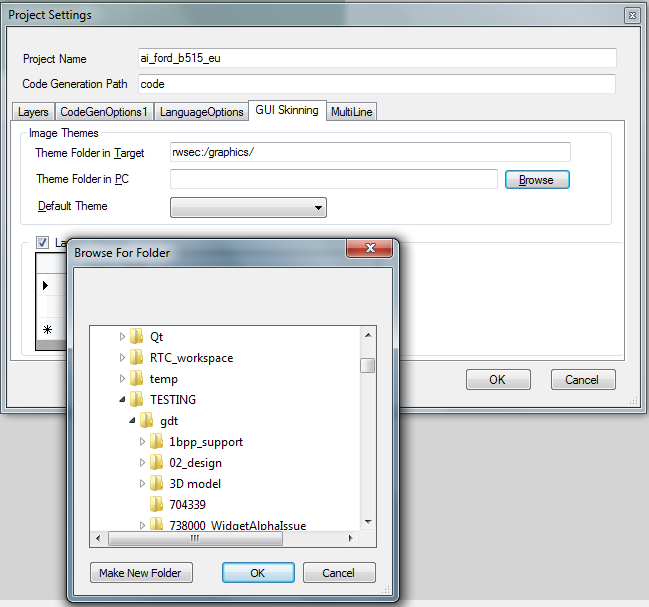 Project Settings
Project Name
ai_ford_b515_eu
Code Generation Path
code
Layers
CodeGenOptions1
LanguageOptions
GUI Skinning
MultiLine
Image Themes
Theme Folder in Target
rwsec:/graphics/
Theme Folder in PC
Browse
Default Theme
OK
Cancel
Browse For Folder
Qt
RTC_workspace
temp
TESTING
gdt
1bpp_support
02_design
3D model
704339
738000_WidgetAlphaIssue
Make New Folder
OK
Cancel